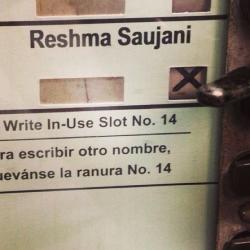 Reshma Saujani
X
Write In-Use Slot No. 14
ra escribir otro nombre,
uevánse la ranura No. 14